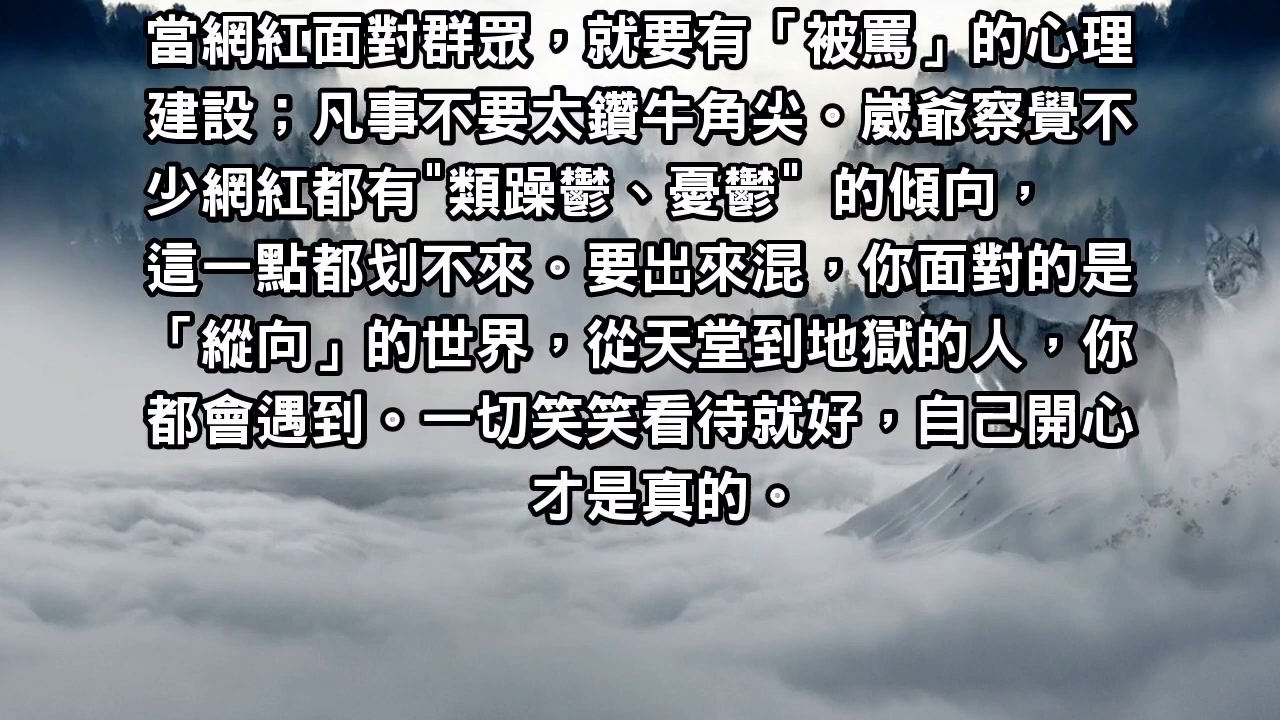 當網紅面對群眾，就要有「被罵」的心理
建設；凡事不要太鑽牛角尖。崴爺察覺不
少網紅都有"類躁鬱、憂鬱" 的傾向，
這一點都划不來。要出來混，你面對的是
「縱向」的世界，從天堂到地獄的人，你
都會遇到。一切笑笑看待就好，自己開心
才是真的。